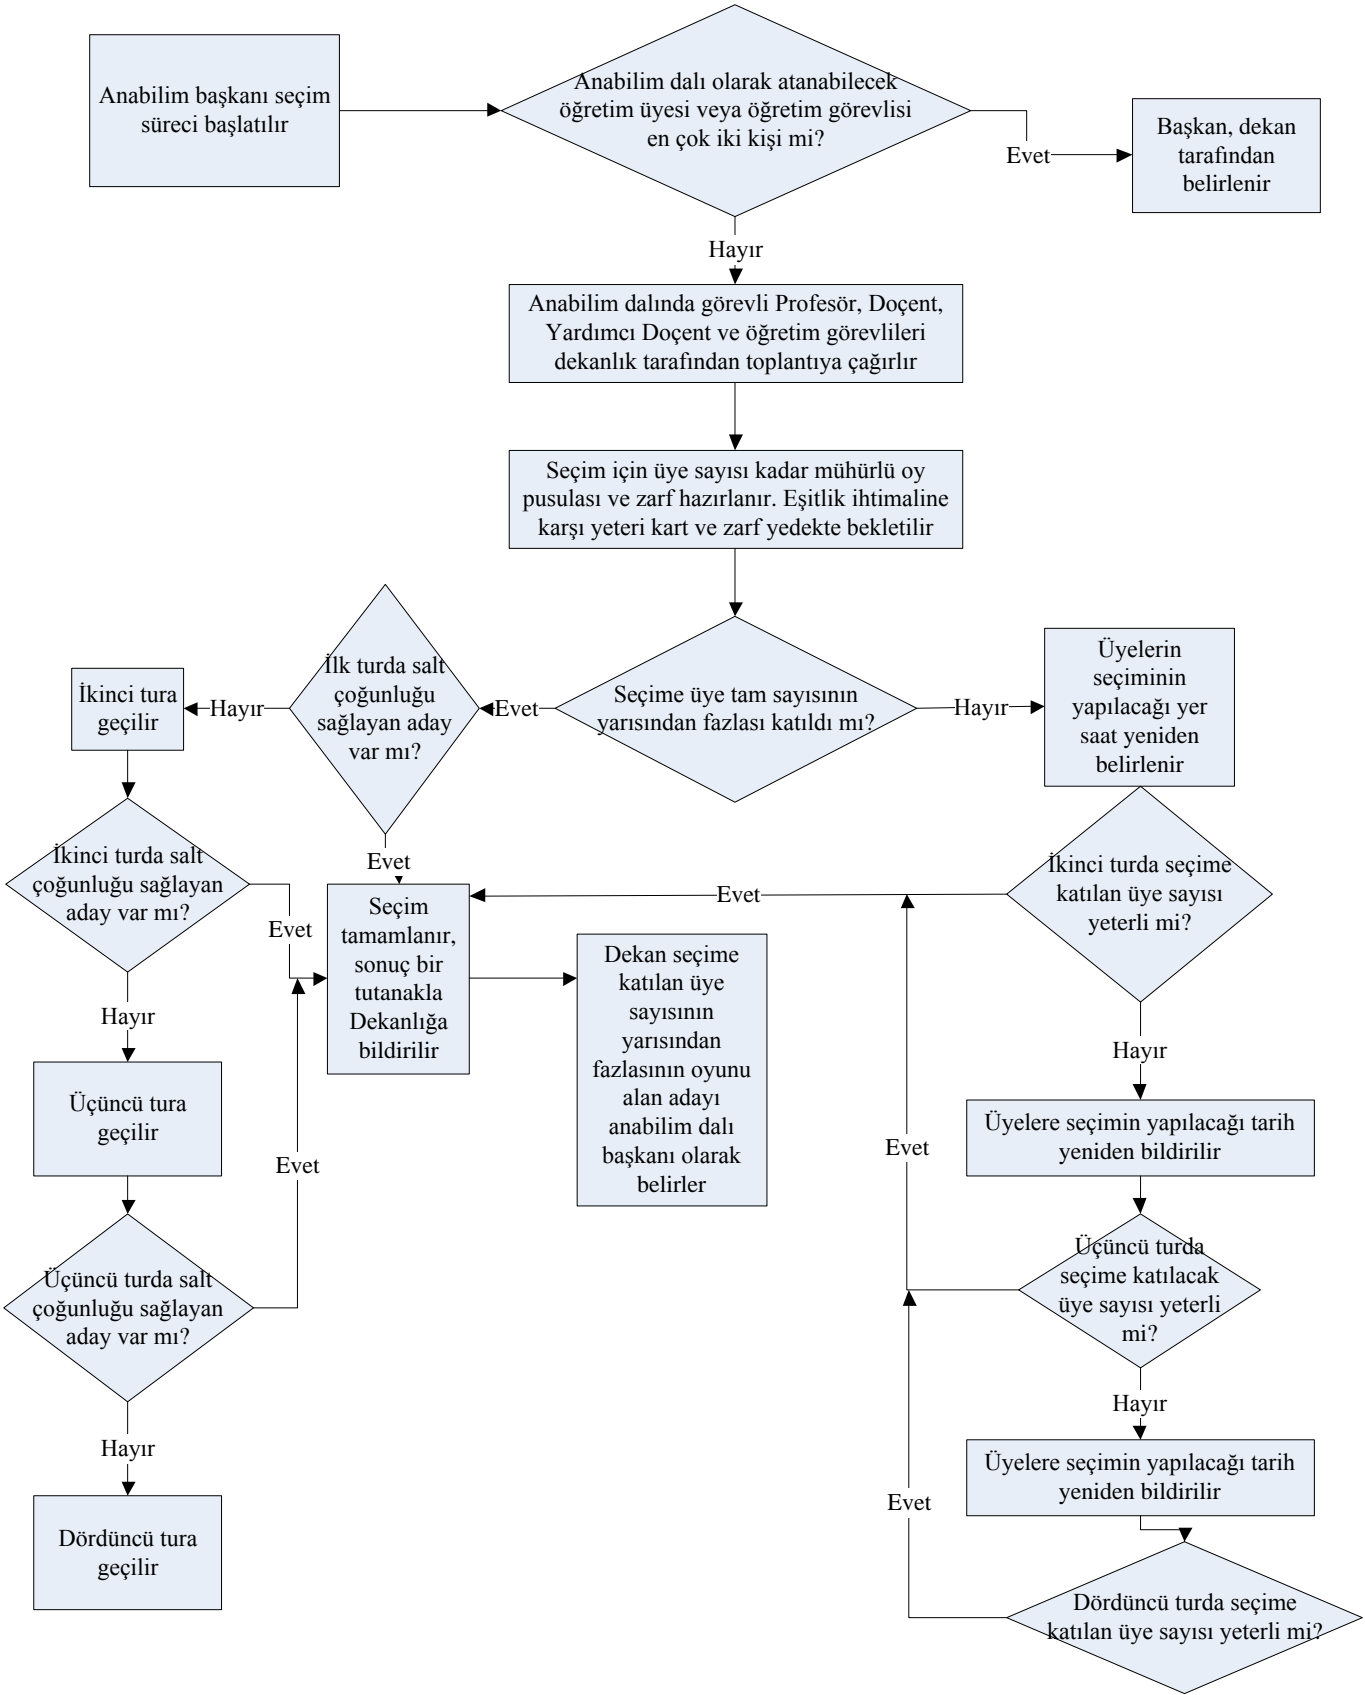 Anabilim başkanı seçim
süreci başlatılır
Anabilim dalı olarak atanabilecek
öğretim üyesi veya öğretim görevlisi
en çok iki kişi mi?
Evet
Başkan, dekan
tarafından
belirlenir
Hayır
Anabilim dalında görevli Profesör, Doçent,
Yardımcı Doçent ve öğretim görevlileri
dekanlık tarafından toplantıya çağırlır
Seçim için üye sayısı kadar mühürlü oy
pusulası ve zarf hazırlanır. Eşitlik ihtimaline
karşı yeteri kart ve zarf yedekte bekletilir
Seçime üye tam sayısının
yarısından fazlası katıldı mı?
Evet
Hayır
İlk turda salt
çoğunluğu
sağlayan aday
var mı?
Hayır
İkinci tura
geçilir
Üyelerin
seçiminin
yapılacağı yer
saat yeniden
belirlenir
Evet
İkinci turda salt
çoğunluğu sağlayan
aday var mı?
Evet
Hayır
Seçim
tamamlanır,
sonuç bir
tutanakla
Dekanlığa
bildirilir
Evet
İkinci turda seçime
katılan üye sayısı
yeterli mi?
Dekan seçime
katılan üye
sayısının
yarısından
fazlasının oyunu
alan adayı
anabilim dalı
başkanı olarak
belirler
Hayır
Üçüncü tura
geçilir
Evet
Üyelere seçimin yapılacağı tarih
yeniden bildirilir
Evet
Üçüncü turda salt
çoğunluğu sağlayan
aday var mı?
Üçüncü turda
seçime katılacak
üye sayısı yeterli
mi?
Hayır
Hayır
Üyelere seçimin yapılacağı tarih
yeniden bildirilir
Evet
Dördüncü tura
geçilir
Dördüncü turda seçime
katılan üye sayısı yeterli mi?